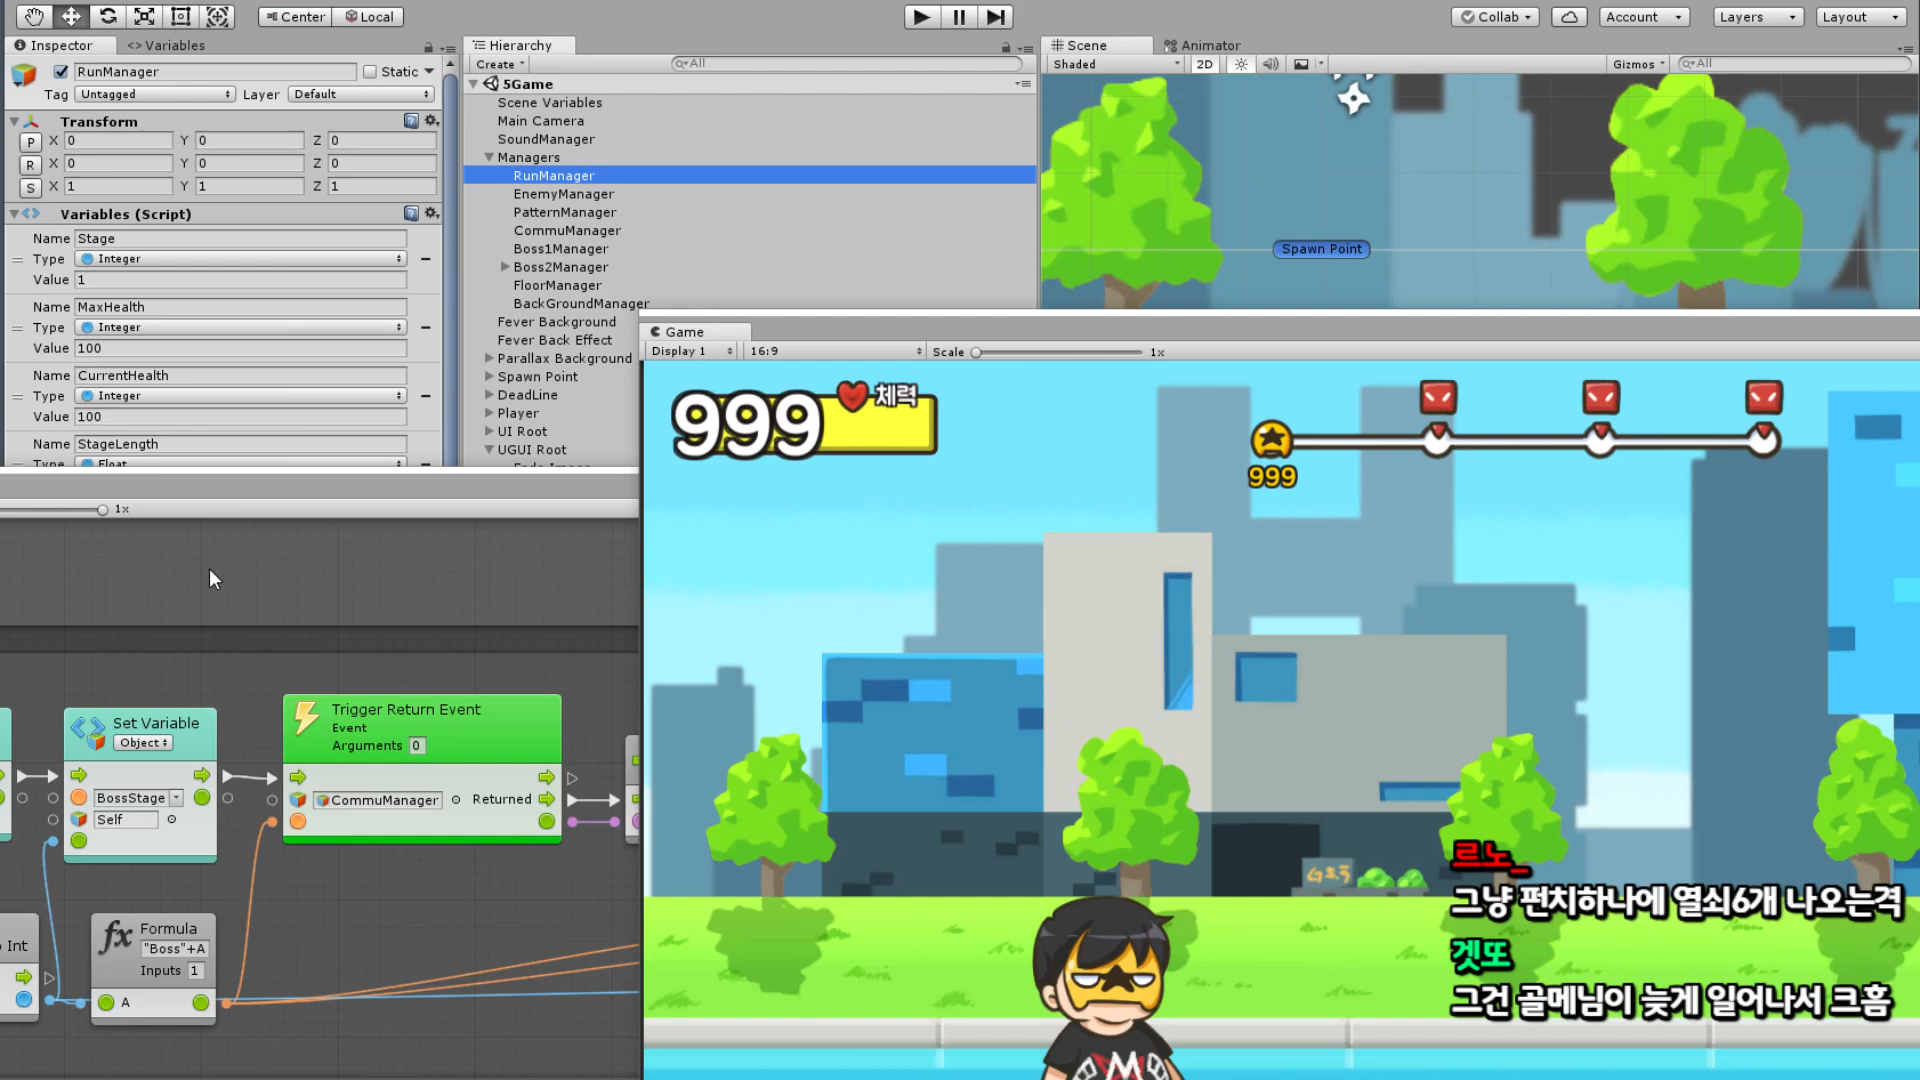 Center
Local
Collab
Account
Layers
Layout
Inspector
Variables
RunManager
Static
Tag Untagged Layer Default
Transform
P X 0 Y 0 Z 0
R X 0 Y 0 Z 0
S X 1 Y 1 Z 1
Variables (Script)
Name Stage
Type Integer
Value 1
Name MaxHealth
Type Integer
Value 100
Name CurrentHealth
Type Integer
Value 100
Name StageLength
Type Float
Hierarchy
Create
All
5Game
Scene Variables
Main Camera
SoundManager
Managers
RunManager
EnemyManager
PatternManager
CommuManager
Boss1Manager
Boss2Manager
FloorManager
BackGroundManager
Fever Background
Fever Back Effect
Parallax Background
Spawn Point
DeadLine
Player
UI Root
UGUI Root
Scene
Animator
Shaded
2D
Gizmos
All
Spawn Point
Game
Display 1
16:9
Scale 1x
999
체력
999
1x
Set Variable
Object
BossStage
Self
Trigger Return Event
Event
Arguments 0
CommuManager
Returned
Int
Formula
"Boss"+A
Inputs 1
A
르노_
그냥 펀치하나에 열쇠6개 나오는격
겟또
그건 골메님이 늦게 일어나서 크흠
M